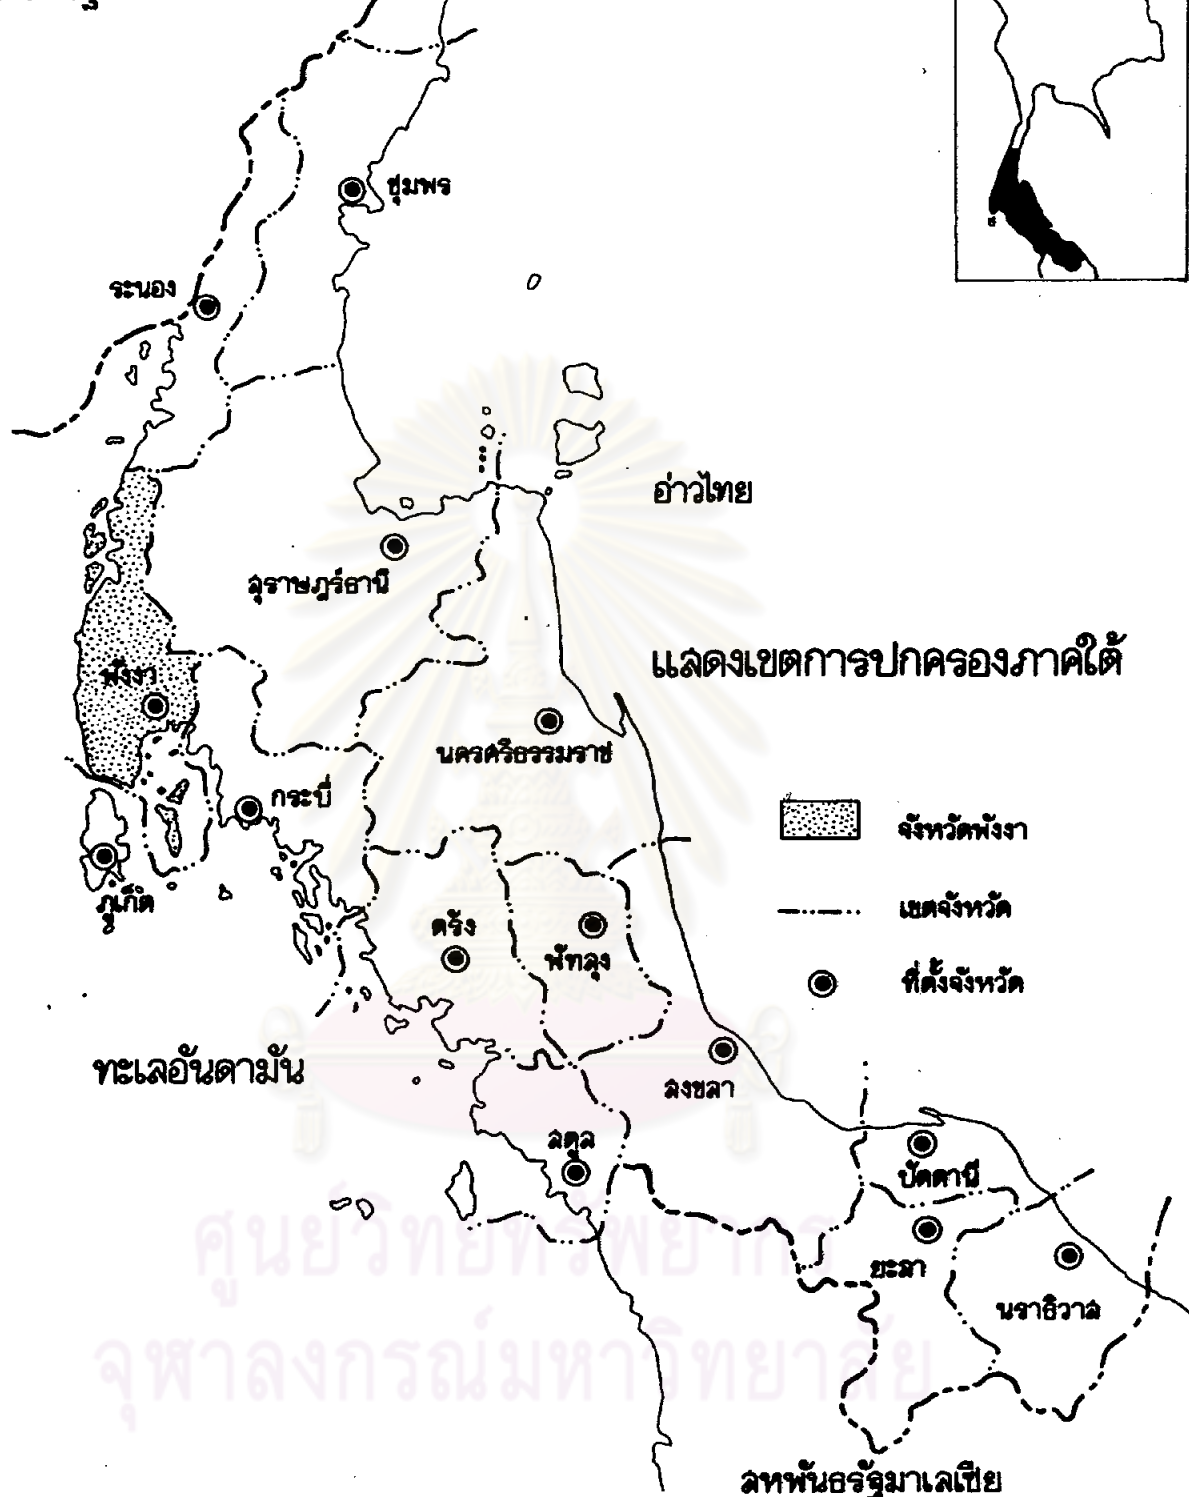 ชุมพร
ระนอง
อ่าวไทย
สุราษฎร์ธานี
แสดงเขตการปกครองภาคใต้
พังงา
นครศรีธรรมราช
กระบี่
จังหวัดพังงา
ภูเก็ต
เขตจังหวัด
ตรัง
พัทลุง
ที่ตั้งจังหวัด
ทะเลอันดามัน
สงขลา
สตูล
ปัตตานี
ศูนย์วิทยทรัพยากร
ยะลา
นราธิวาส
จุฬาลงกรณ์มหาวิทยาลัย
สหพันธรัฐมาเลเซีย